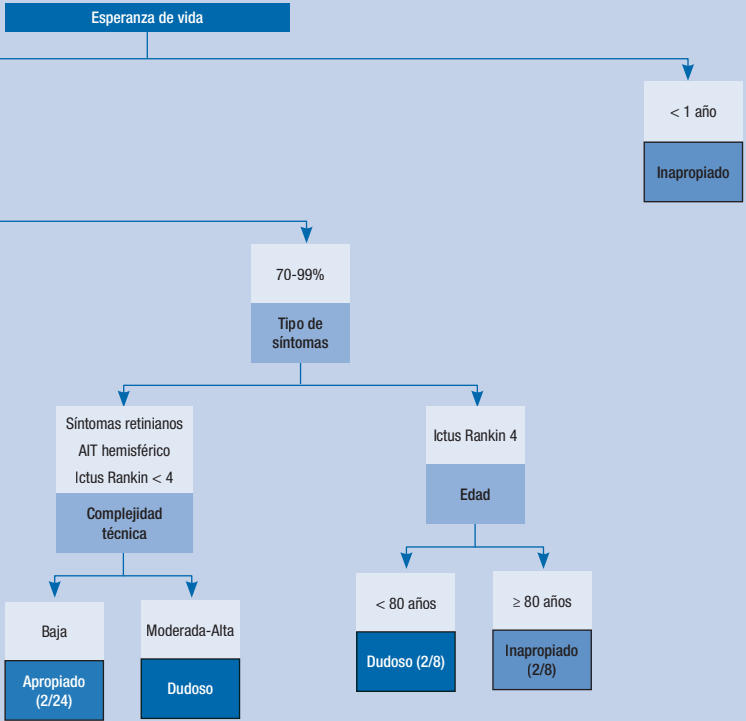 Esperanza de vida
< 1 año
Inapropiado
70-99%
Tipo de
síntomas
Síntomas retinianos
AIT hemisférico
Ictus Rankin < 4
Complejidad
técnica
Ictus Rankin 4
Edad
Baja
Apropiado
(2/24)
Moderada-Alta
Dudoso
< 80 años
Dudoso (2/8)
≥ 80 años
Inapropiado
(2/8)